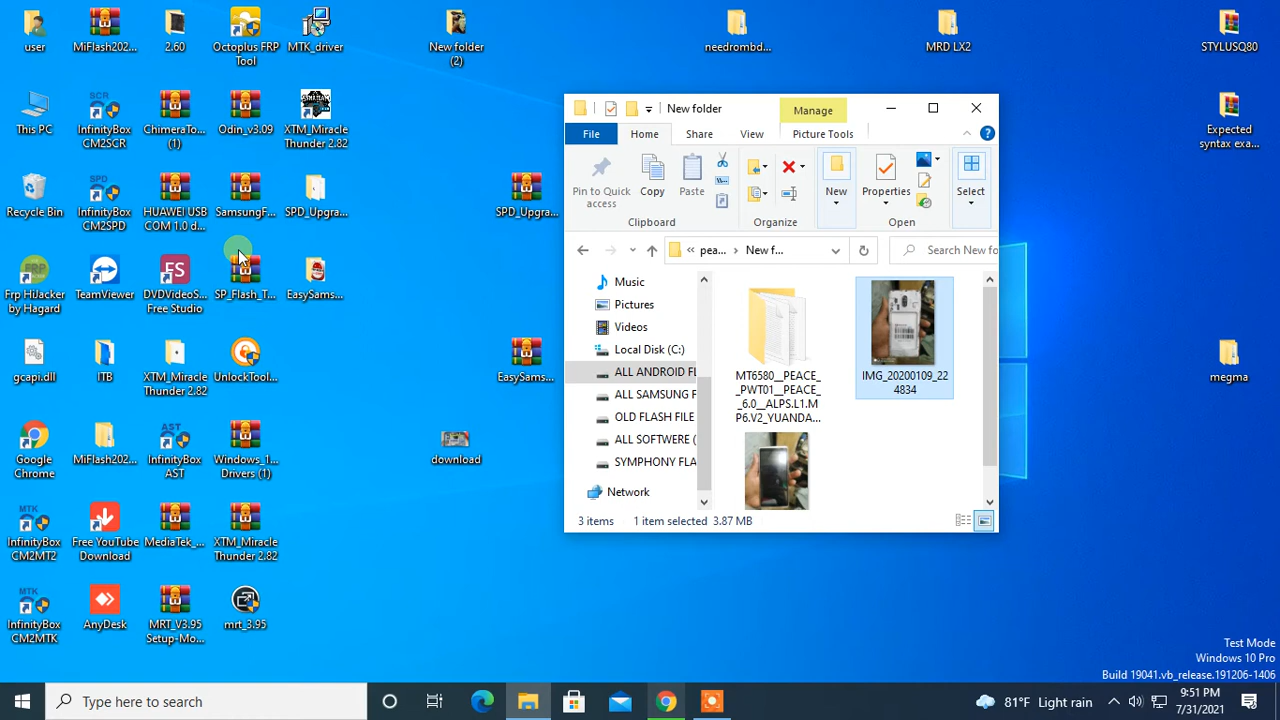 user
MiFlash202...
2.60
Octoplus FRP
Tool
MTK_driver
New folder
(2)
needrombd...
MRD LX2
STYLUSQ80
This PC
SCR
InfinityBox
CM2SCR
ChimeraTo...
(1)
Odin_v3.09
XTM_Miracle
Thunder 2.82
Expected
syntax exa...
Recycle Bin
SPD
InfinityBox
CM2SPD
HUAWEI USB
COM 1.0 d...
SamsungF...
SPD_Upgra...
SPD_Upgra...
FRP
Frp HiJacker
by Hagard
TeamViewer
FS
DVDVideoS...
Free Studio
SP_Flash_T...
EasySams...
gcapi.dll
ITB
XTM_Miracle
Thunder 2.82
UnlockTool...
EasySams...
megma
Google
Chrome
MiFlash202...
AST
InfinityBox
AST
Windows_1...
Drivers (1)
download
MTK
InfinityBox
CM2MT2
Free YouTube
Download
MediaTek_...
XTM_Miracle
Thunder 2.82
MTK
InfinityBox
CM2MTK
AnyDesk
MRT_V3.95
Setup-Mo...
mrt_3.95
New folder
Manage
File
Home
Share
View
Picture Tools
Pin to Quick
access
Copy
Paste
Clipboard
Organize
New
Properties
Open
Select
« pea... › New f...
Search New fo
Music
Pictures
Videos
Local Disk (C:)
ALL ANDROID FL
ALL SAMSUNG F
OLD FLASH FILE
ALL SOFTWERE (
SYMPHONY FLA
Network
MT6580__PEACE_
_PWT01__PEACE_
_6.0__ALPS.L1.M
P6.V2_YUANDA...
IMG_20200109_22
4834
3 items
1 item selected 3.87 MB
Test Mode
Windows 10 Pro
Build 19041.vb_release.191206-1406
Type here to search
81°F Light rain
9:51 PM
7/31/2021